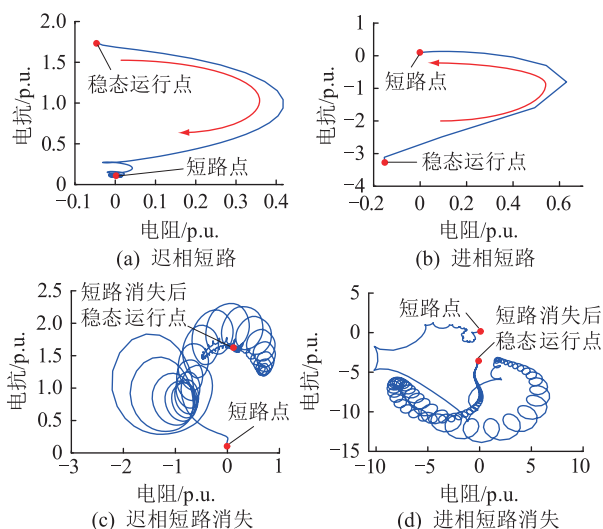 2.0
1.5
1.0
0.5
0
电抗/p.u.
稳态运行点
短路点
−0.1
0
0.1
0.2
0.3
0.4
电阻/p.u.
(a) 迟相短路
1
0
−1
−2
−3
−4
电抗/p.u.
短路点
稳态运行点
−0.2
0
0.2
0.4
0.6
电阻/p.u.
(b) 进相短路
2.5
2.0
1.5
1.0
0.5
0
电抗/p.u.
短路消失后
稳态运行点
短路点
−3
−2
−1
0
1
电阻/p.u.
(c) 迟相短路消失
5
0
−5
−10
−15
电抗/p.u.
短路点
短路消失后
稳态运行点
−10
−5
0
5
10
电阻/p.u.
(d) 进相短路消失